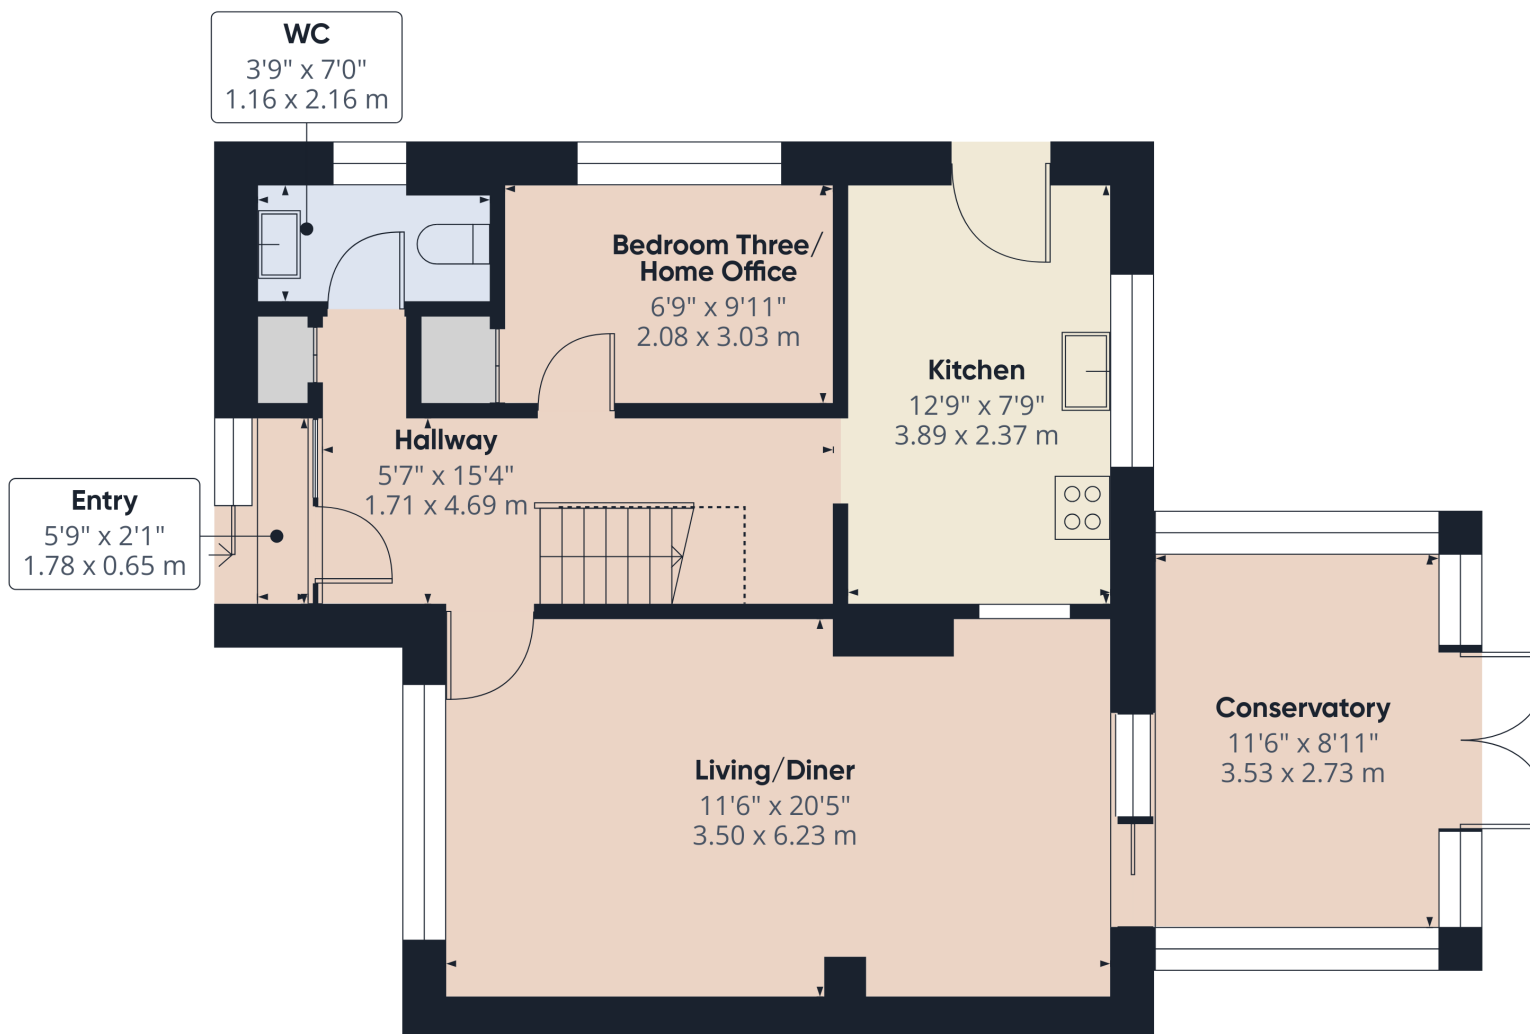 WC
3'9" x 7'0"
1.16 x 2.16 m
Bedroom Three/
Home Office
6'9" x 9'11"
2.08 x 3.03 m
Kitchen
12'9" x 7'9"
3.89 x 2.37 m
Hallway
5'7" x 15'4"
1.71 x 4.69 m
Entry
5'9" x 2'1"
1.78 x 0.65 m
Conservatory
11'6" x 8'11"
3.53 x 2.73 m
Living/Diner
11'6" x 20'5"
3.50 x 6.23 m